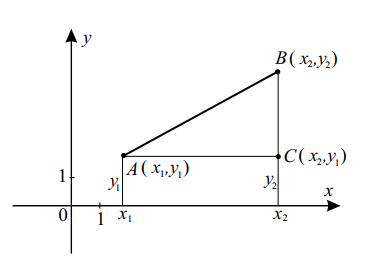 y
B( x₂,y₂)
A( x₁,y₁)
C( x₂,y₁)
1
y₁
y₂
x
0
1
x₁
x₂